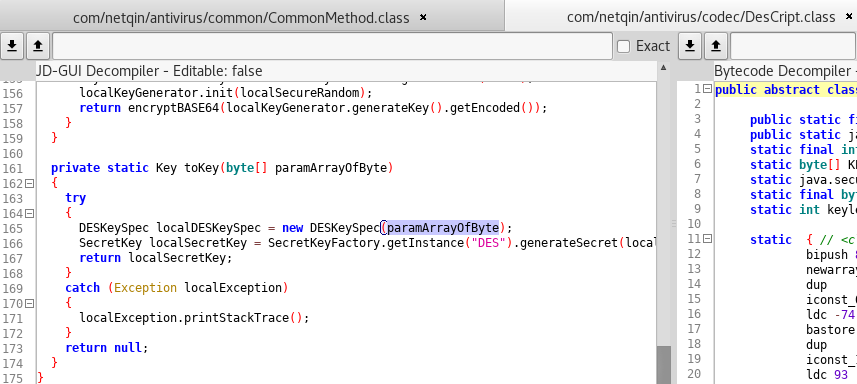 com/netqin/antivirus/common/CommonMethod.class ×
com/netqin/antivirus/codec/DesCript.class ×
Exact
JD-GUI Decompiler - Editable: false
156 localKeyGenerator.init(localSecureRandom);
157 return encryptBASE64(localKeyGenerator.generateKey().getEncoded());
158 }
159 }
160
161 private static Key toKey(byte[] paramArrayOfByte)
162 {
163 try
164 {
165 DESKeySpec localDESKeySpec = new DESKeySpec(paramArrayOfByte);
166 SecretKey localSecretKey = SecretKeyFactory.getInstance("DES").generateSecret(local
167 return localSecretKey;
168 }
169 catch (Exception localException)
170 {
171 localException.printStackTrace();
172 }
173 return null;
174 }
175 }
Bytecode Decompiler -
1 public abstract class
2
3 public static fi
4 public static ja
5 static final int
6 static byte[] K
7 static java.secu
8 static final byt
9 static int keyle
10
11 static { // <c
12 bipush 8
13 newarray
14 dup
15 iconst_0
16 ldc -74
17 bastore
18 dup
19 iconst_1
20 ldc 93